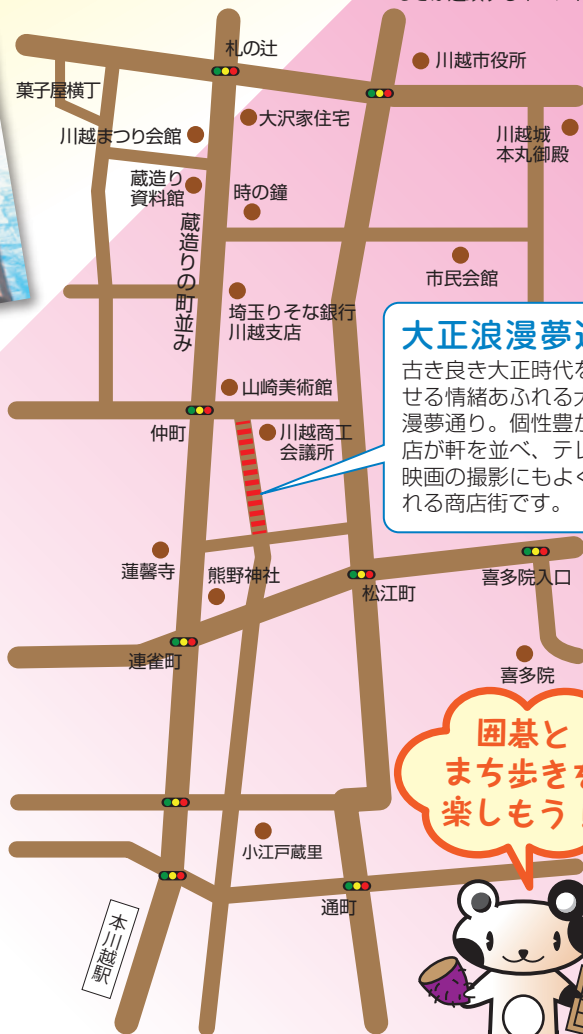 札の辻
川越市役所
菓子屋横丁
大沢家住宅
川越まつり会館
川越城
本丸御殿
蔵造り
資料館
時の鐘
蔵造りの町並み
市民会館
埼玉りそな銀行
川越支店
大正浪漫夢
古き良き大正時代を
せる情緒あふれる
漫夢通り。個性豊か
店が軒を並べ、テレ
映画の撮影にもよく
れる商店街です。
山崎美術館
仲町
川越商工
会議所
蓮馨寺
熊野神社
松江町
喜多院入口
連雀町
喜多院
囲碁と
まち歩きを
楽しもう！
小江戸蔵里
通町
本川越駅